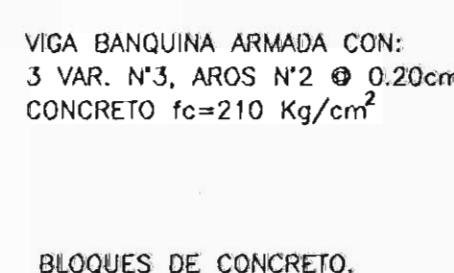 VIGA BANQUINA ARMADA CON:
3 VAR. N°3, AROS N°2 @ 0.20cm
CONCRETO fc=210 Kg/cm²
BLOQUES DE CONCRETO.